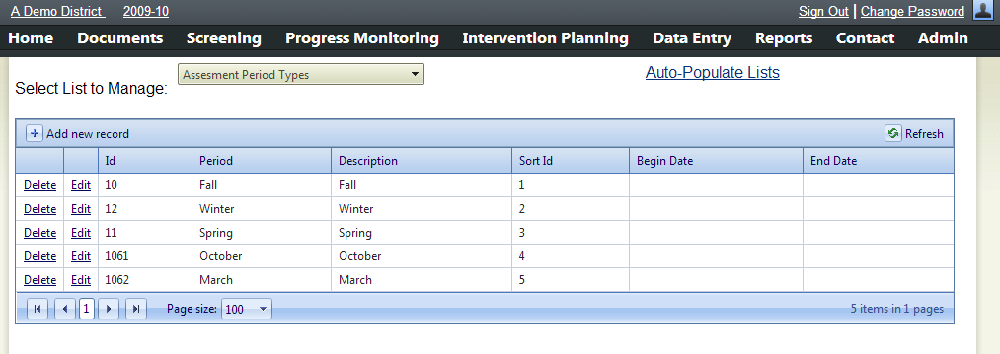 A Demo District 2009-10 Sign Out | Change Password
Home Documents Screening Progress Monitoring Intervention Planning Data Entry Reports Contact Admin
Select List to Manage: Assesment Period Types Auto-Populate Lists
Add new record Refresh
Id Period Description Sort Id Begin Date End Date
Delete Edit 10 Fall Fall 1
Delete Edit 12 Winter Winter 2
Delete Edit 11 Spring Spring 3
Delete Edit 1061 October October 4
Delete Edit 1062 March March 5
1 Page size: 100 5 items in 1 pages